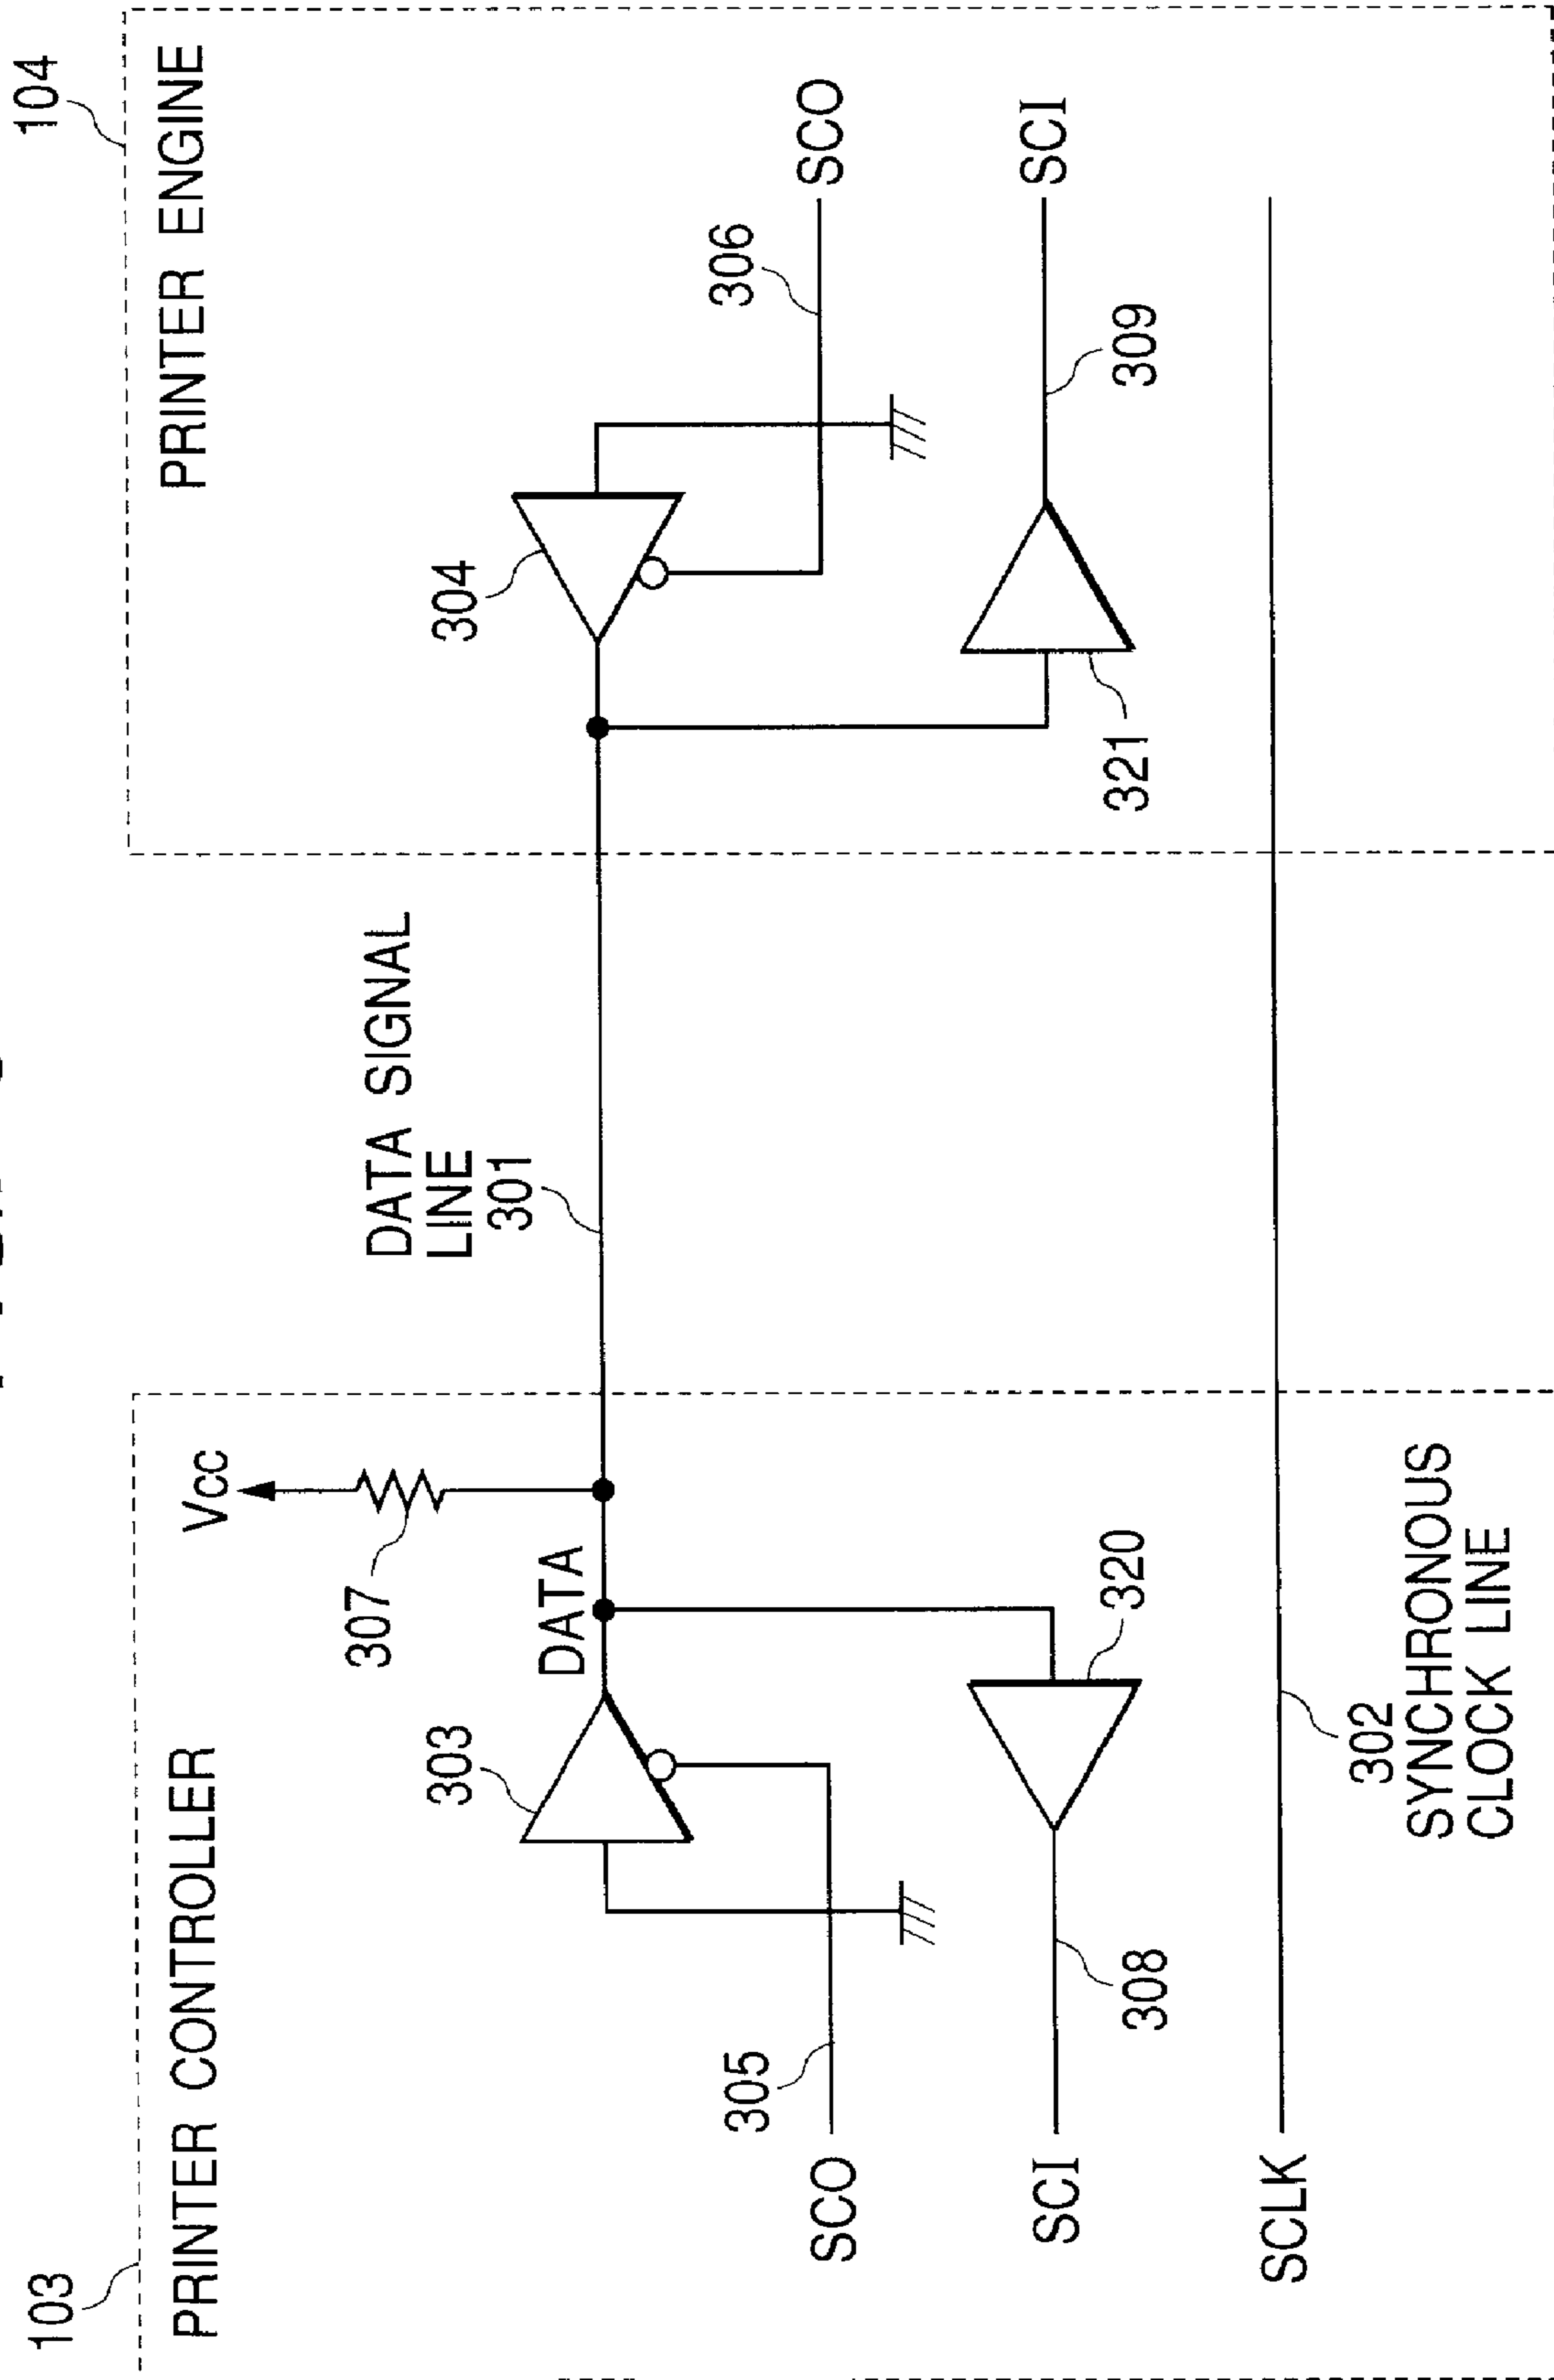 103
PRINTER CONTROLLER
Vcc
307
DATA
303
305
SCO
SCI
308
320
SCLK
302
SYNCHRONOUS
CLOCK LINE
DATA SIGNAL
LINE
301
104
PRINTER ENGINE
304
306
SCO
SCI
309
321